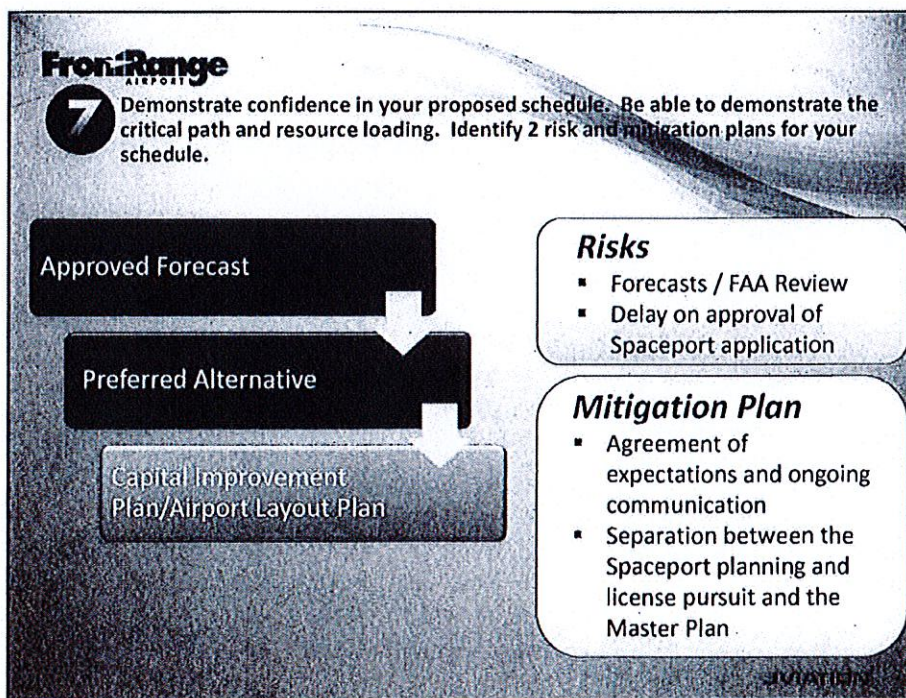 FrontRange
AIRPORT
7
Demonstrate confidence in your proposed schedule. Be able to demonstrate the
critical path and resource loading. Identify 2 risk and mitigation plans for your
schedule.
Approved Forecast
Preferred Alternative
Capital Improvement
Plan/Airport Layout Plan
Risks
▪ Forecasts / FAA Review
▪ Delay on approval of
Spaceport application
Mitigation Plan
▪ Agreement of
expectations and ongoing
communication
▪ Separation between the
Spaceport planning and
license pursuit and the
Master Plan
JVIATION